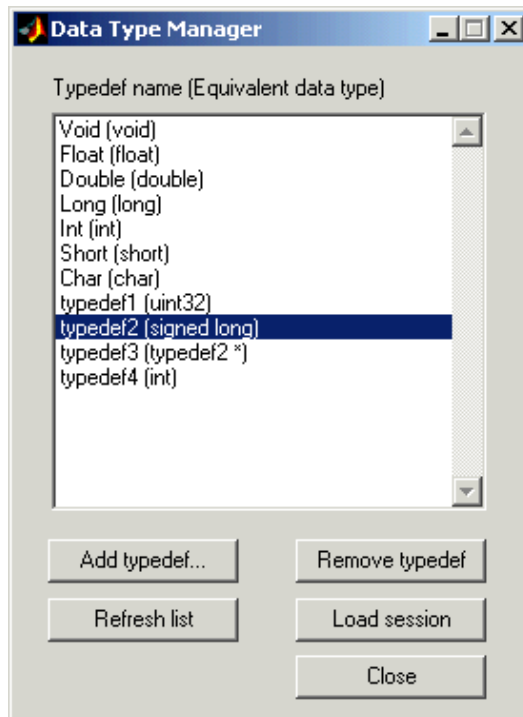 Data Type Manager
Typedef name (Equivalent data type)
Void (void)
Float (float)
Double (double)
Long (long)
Int (int)
Short (short)
Char (char)
typedef1 (uint32)
typedef2 (signed long)
typedef3 (typedef2 *)
typedef4 (int)
Add typedef... Remove typedef
Refresh list Load session
Close